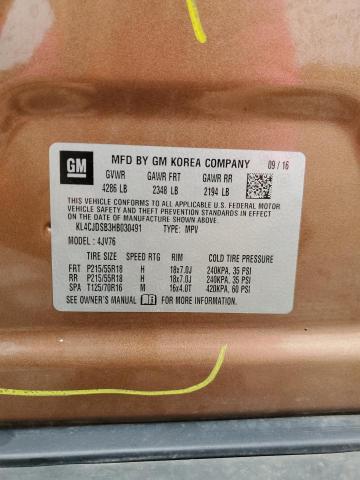 GM
MFD BY GM KOREA COMPANY 09 / 16
GVWR GAWR FRT GAWR RR
4286 LB 2348 LB 2194 LB
THIS VEHICLE CONFORMS TO ALL APPLICABLE U.S. FEDERAL MOTOR
VEHICLE SAFETY, BUMPER, AND THEFT PREVENTION STANDARDS IN EFFECT ON THE
DATE OF MANUFACTURE SHOWN ABOVE.
KL4CJDSB3HB030491 TYPE: MPV
MODEL : 4JV76
TIRE SIZE SPEED RTG RIM COLD TIRE PRESSURE
FRT P215/55R18 H 18x7.0J 240KPA, 35 PSI
RR P215/55R18 H 18x7.0J 240KPA, 35 PSI
SPA T125/70R16 M 16x4.0T 420KPA, 60 PSI
SEE OWNER'S MANUAL FOR MORE INFORMATION.